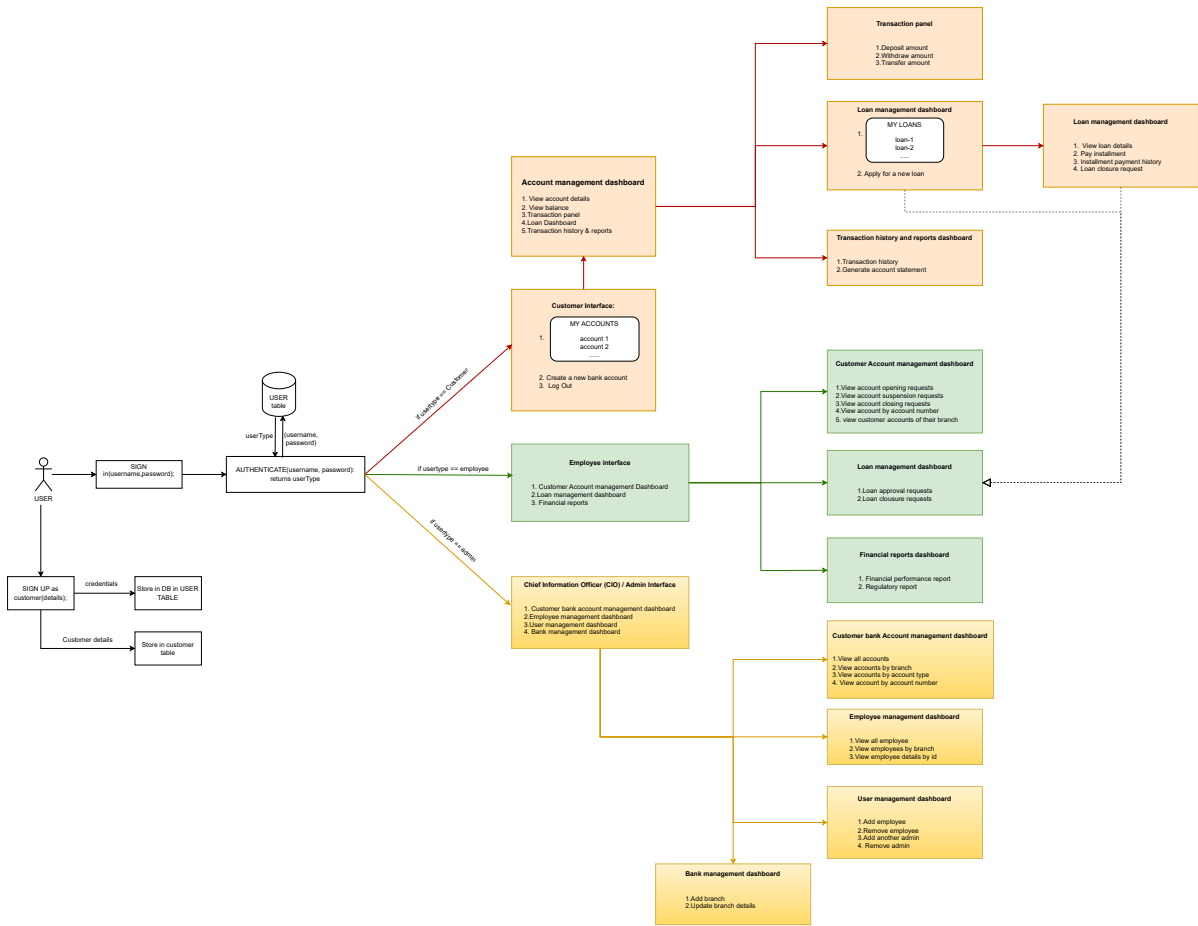 USER
SIGN
in(username,password);
SIGN UP as
customer(details);
credentials
Store in DB in USER
TABLE
Customer details
Store in customer
table
USER
table
userType
(username,
password)
AUTHENTICATE(username, password):
returns userType
if usertype == Customer
if usertype == employee
if usertype == admin
Customer Interface:
1.
MY ACCOUNTS
account 1
account 2
......
2. Create a new bank account
3. Log Out
Account management dashboard
1. View account details
2. View balance
3.Transaction panel
4.Loan Dashboard
5.Transaction history & reports
Transaction panel
1.Deposit amount
2.Withdraw amount
3.Transfer amount
Loan management dashboard
1.
MY LOANS
loan-1
loan-2
.....
2. Apply for a new loan
Loan management dashboard
1. View loan details
2. Pay installment
3. Installment payment history
4. Loan closure request
Transaction history and reports dashboard
1.Transaction history
2.Generate account statement
Employee interface
1. Customer Account management Dashboard
2.Loan management dashboard
3. Financial reports
Customer Account management dashboard
1.View account opening requests
2.View account suspension requests
3.View account closing requests
4.View account by account number
5. view customer accounts of their branch
Loan management dashboard
1.Loan approval requests
2.Loan clousure requests
Financial reports dashboard
1. Financial performance report
2. Regulatory report
Chief Information Officer (CIO) / Admin Interface
1. Customer bank account management dashboard
2.Employee management dashboard
3.User management dashboard
4. Bank management dashboard
Customer bank Account management dashboard
1.View all accounts
2.View accounts by branch
3.View accounts by account type
4. View account by account number
Employee management dashboard
1.View all employee
2.View employees by branch
3.View employee details by id
User management dashboard
1.Add employee
2.Remove employee
3.Add another admin
4. Remove admin
Bank management dashboard
1.Add branch
2.Update branch details